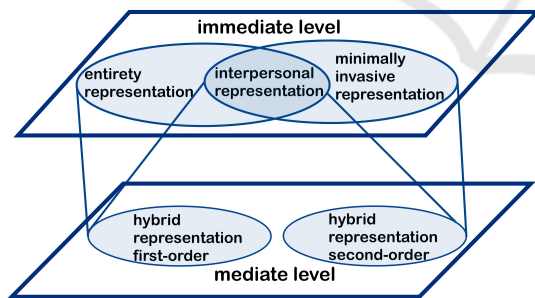 immediate level
entirety
representation
interpersonal
representation
minimally
invasive
representation
hybrid
representation
first-order
hybrid
representation
second-order
mediate level